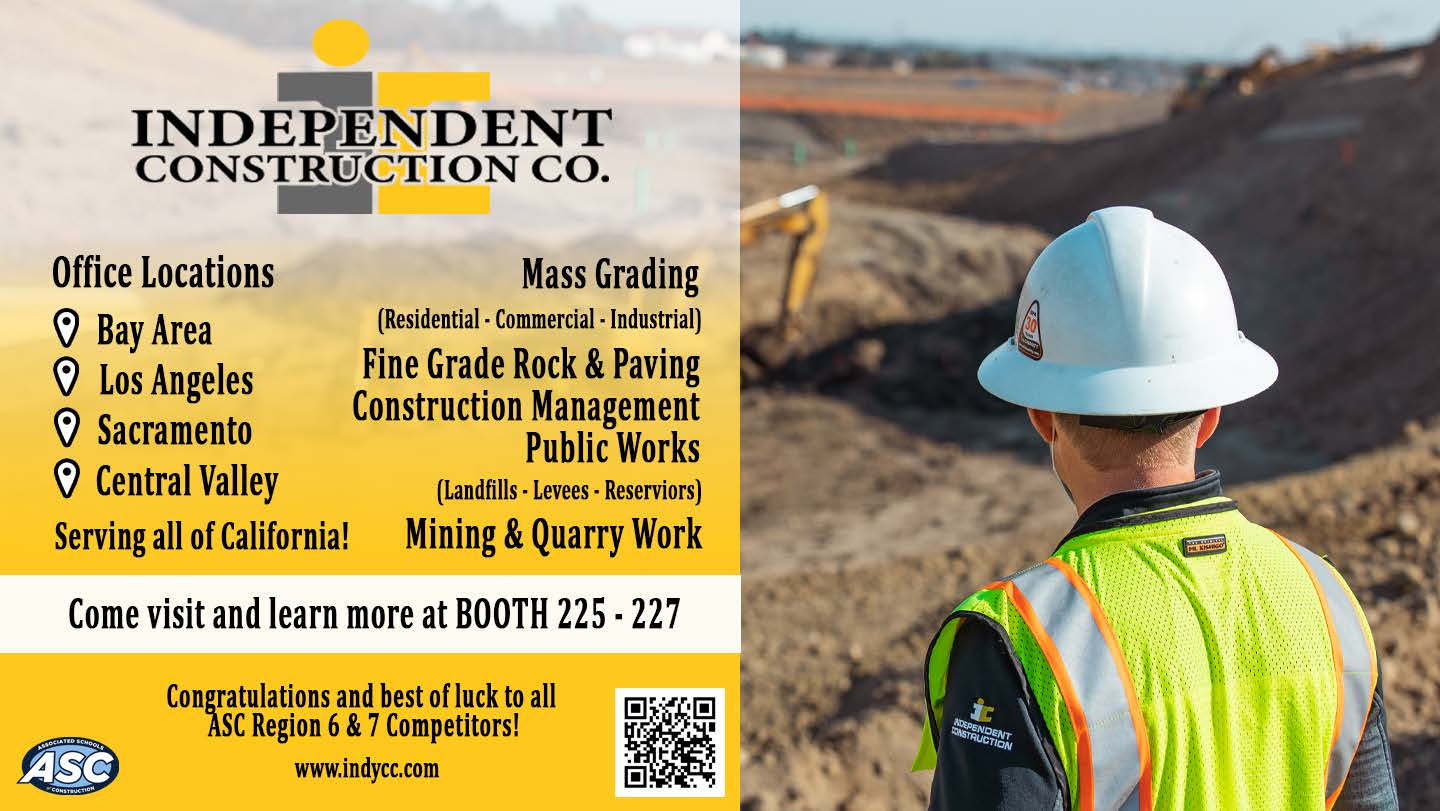 INDEPENDENT
CONSTRUCTION CO.
Office Locations
Bay Area
Los Angeles
Sacramento
Central Valley
Serving all of California!
Mass Grading
(Residential - Commercial - Industrial)
Fine Grade Rock & Paving
Construction Management
Public Works
(Landfills - Levees - Reserviors)
Mining & Quarry Work
Come visit and learn more at BOOTH 225 - 227
Congratulations and best of luck to all
ASC Region 6 & 7 Competitors!
www.indycc.com
ASSOCIATED SCHOOLS
ASC
of CONSTRUCTION
30
ML KISHIGO
INDEPENDENT
CONSTRUCTION